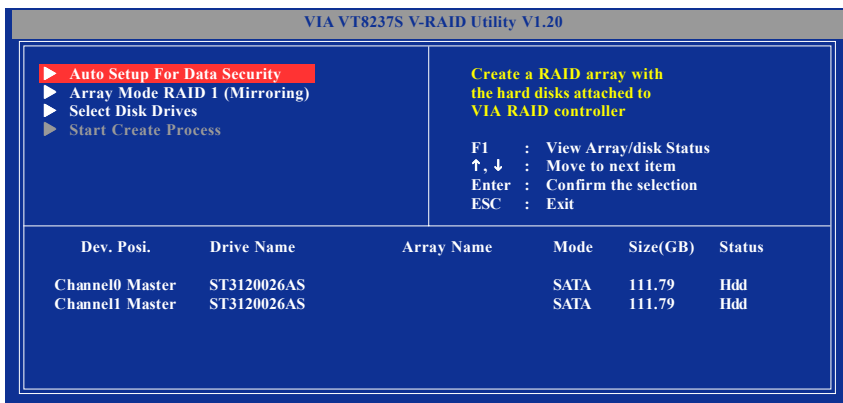 VIA VT8237S V-RAID Utility V1.20
Auto Setup For Data Security
Array Mode RAID 1 (Mirroring)
Select Disk Drives
Start Create Process
Create a RAID array with
the hard disks attached to
VIA RAID controller
F1 : View Array/disk Status
↑, ↓ : Move to next item
Enter : Confirm the selection
ESC : Exit
Dev. Posi. Drive Name Array Name Mode Size(GB) Status
Channel0 Master ST3120026AS SATA 111.79 Hdd
Channel1 Master ST3120026AS SATA 111.79 Hdd